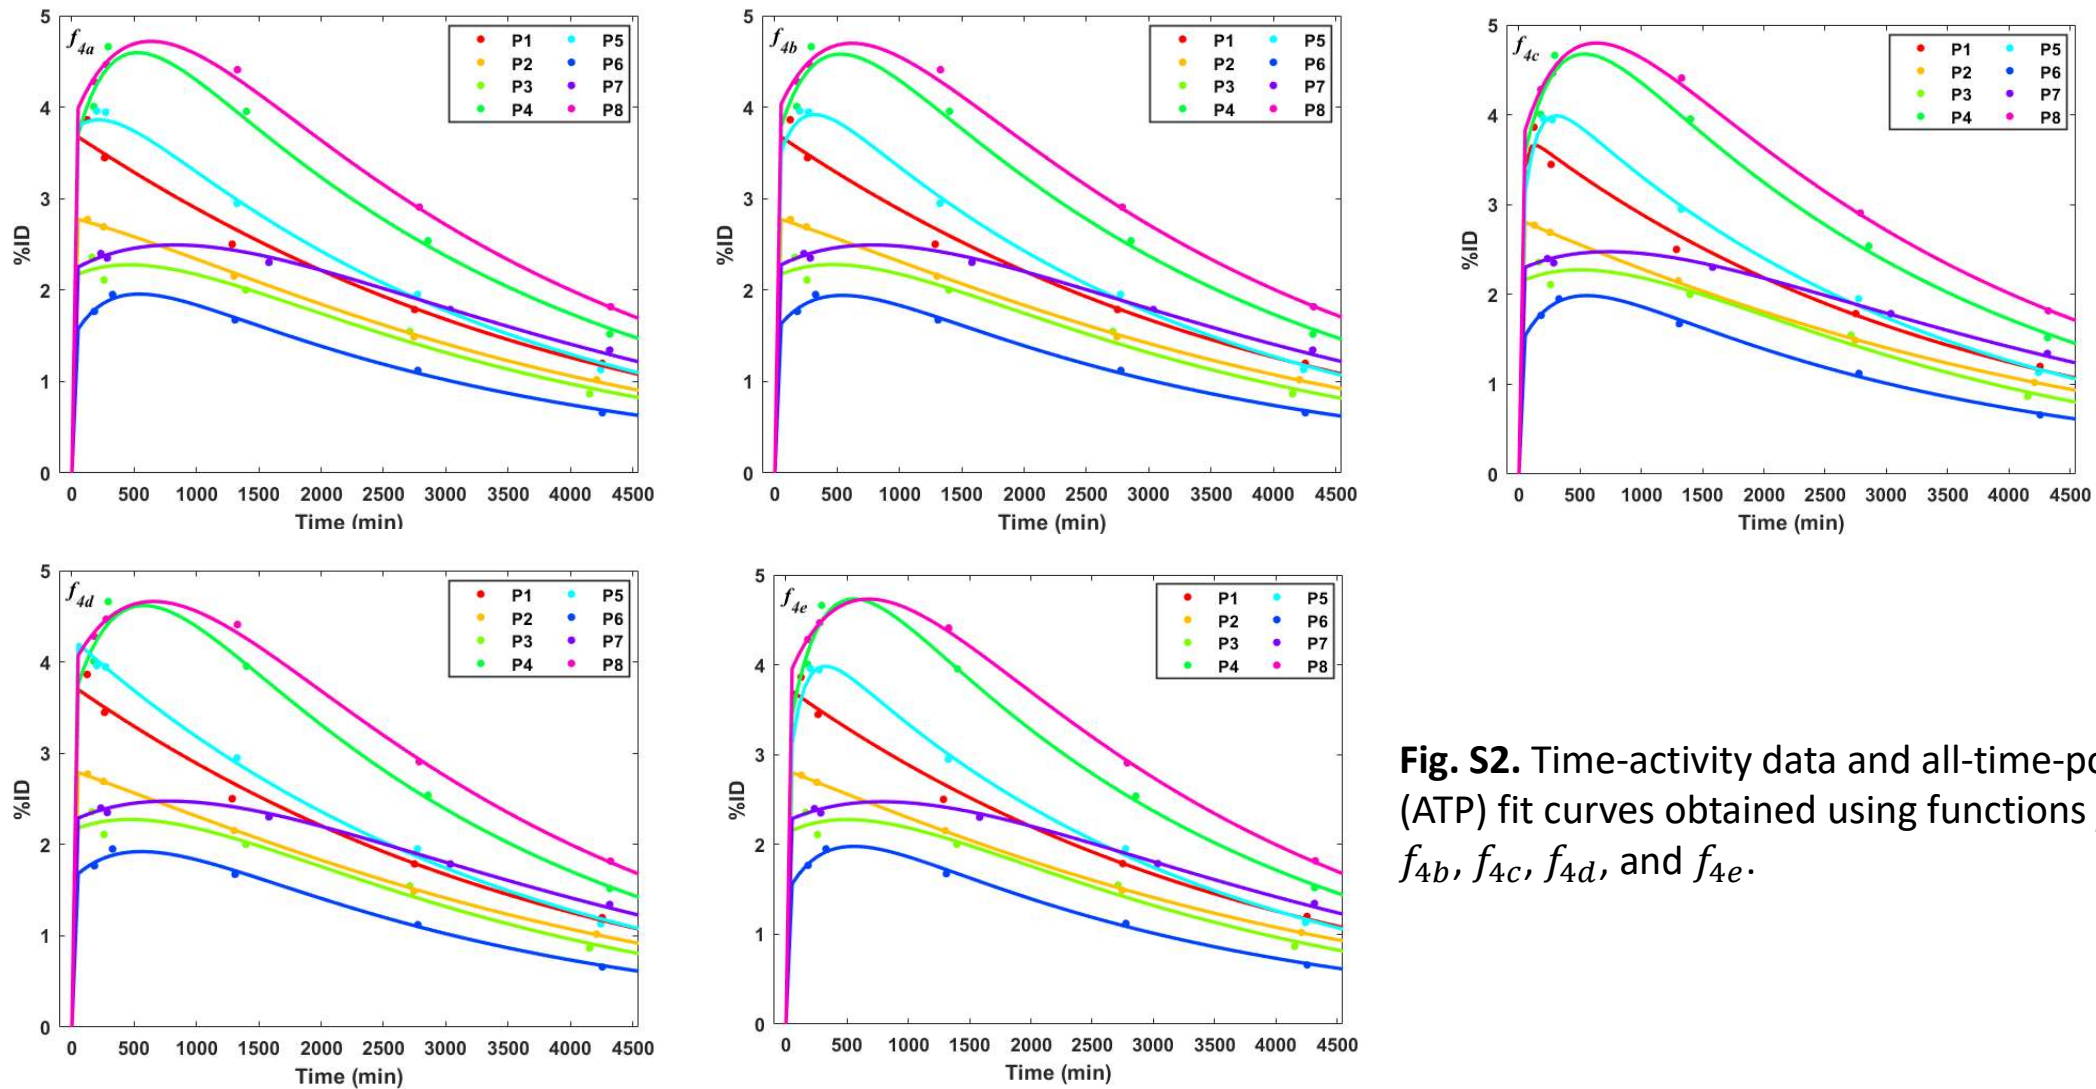 f4a
P1 P5
P2 P6
P3 P7
P4 P8
5
4
3
2
1
0
%ID
0 500 1000 1500 2000 2500 3000 3500 4000 4500
Time (min)
f4b
P1 P5
P2 P6
P3 P7
P4 P8
5
4
3
2
1
0
%ID
0 500 1000 1500 2000 2500 3000 3500 4000 4500
Time (min)
f4c
P1 P5
P2 P6
P3 P7
P4 P8
5
4
3
2
1
0
%ID
0 500 1000 1500 2000 2500 3000 3500 4000 4500
Time (min)
f4d
P1 P5
P2 P6
P3 P7
P4 P8
5
4
3
2
1
0
%ID
0 500 1000 1500 2000 2500 3000 3500 4000 4500
Time (min)
f4e
P1 P5
P2 P6
P3 P7
P4 P8
5
4
3
2
1
0
%ID
0 500 1000 1500 2000 2500 3000 3500 4000 4500
Time (min)
Fig. S2. Time-activity data and all-time-po
(ATP) fit curves obtained using functions
f4b, f4c, f4d, and f4e.